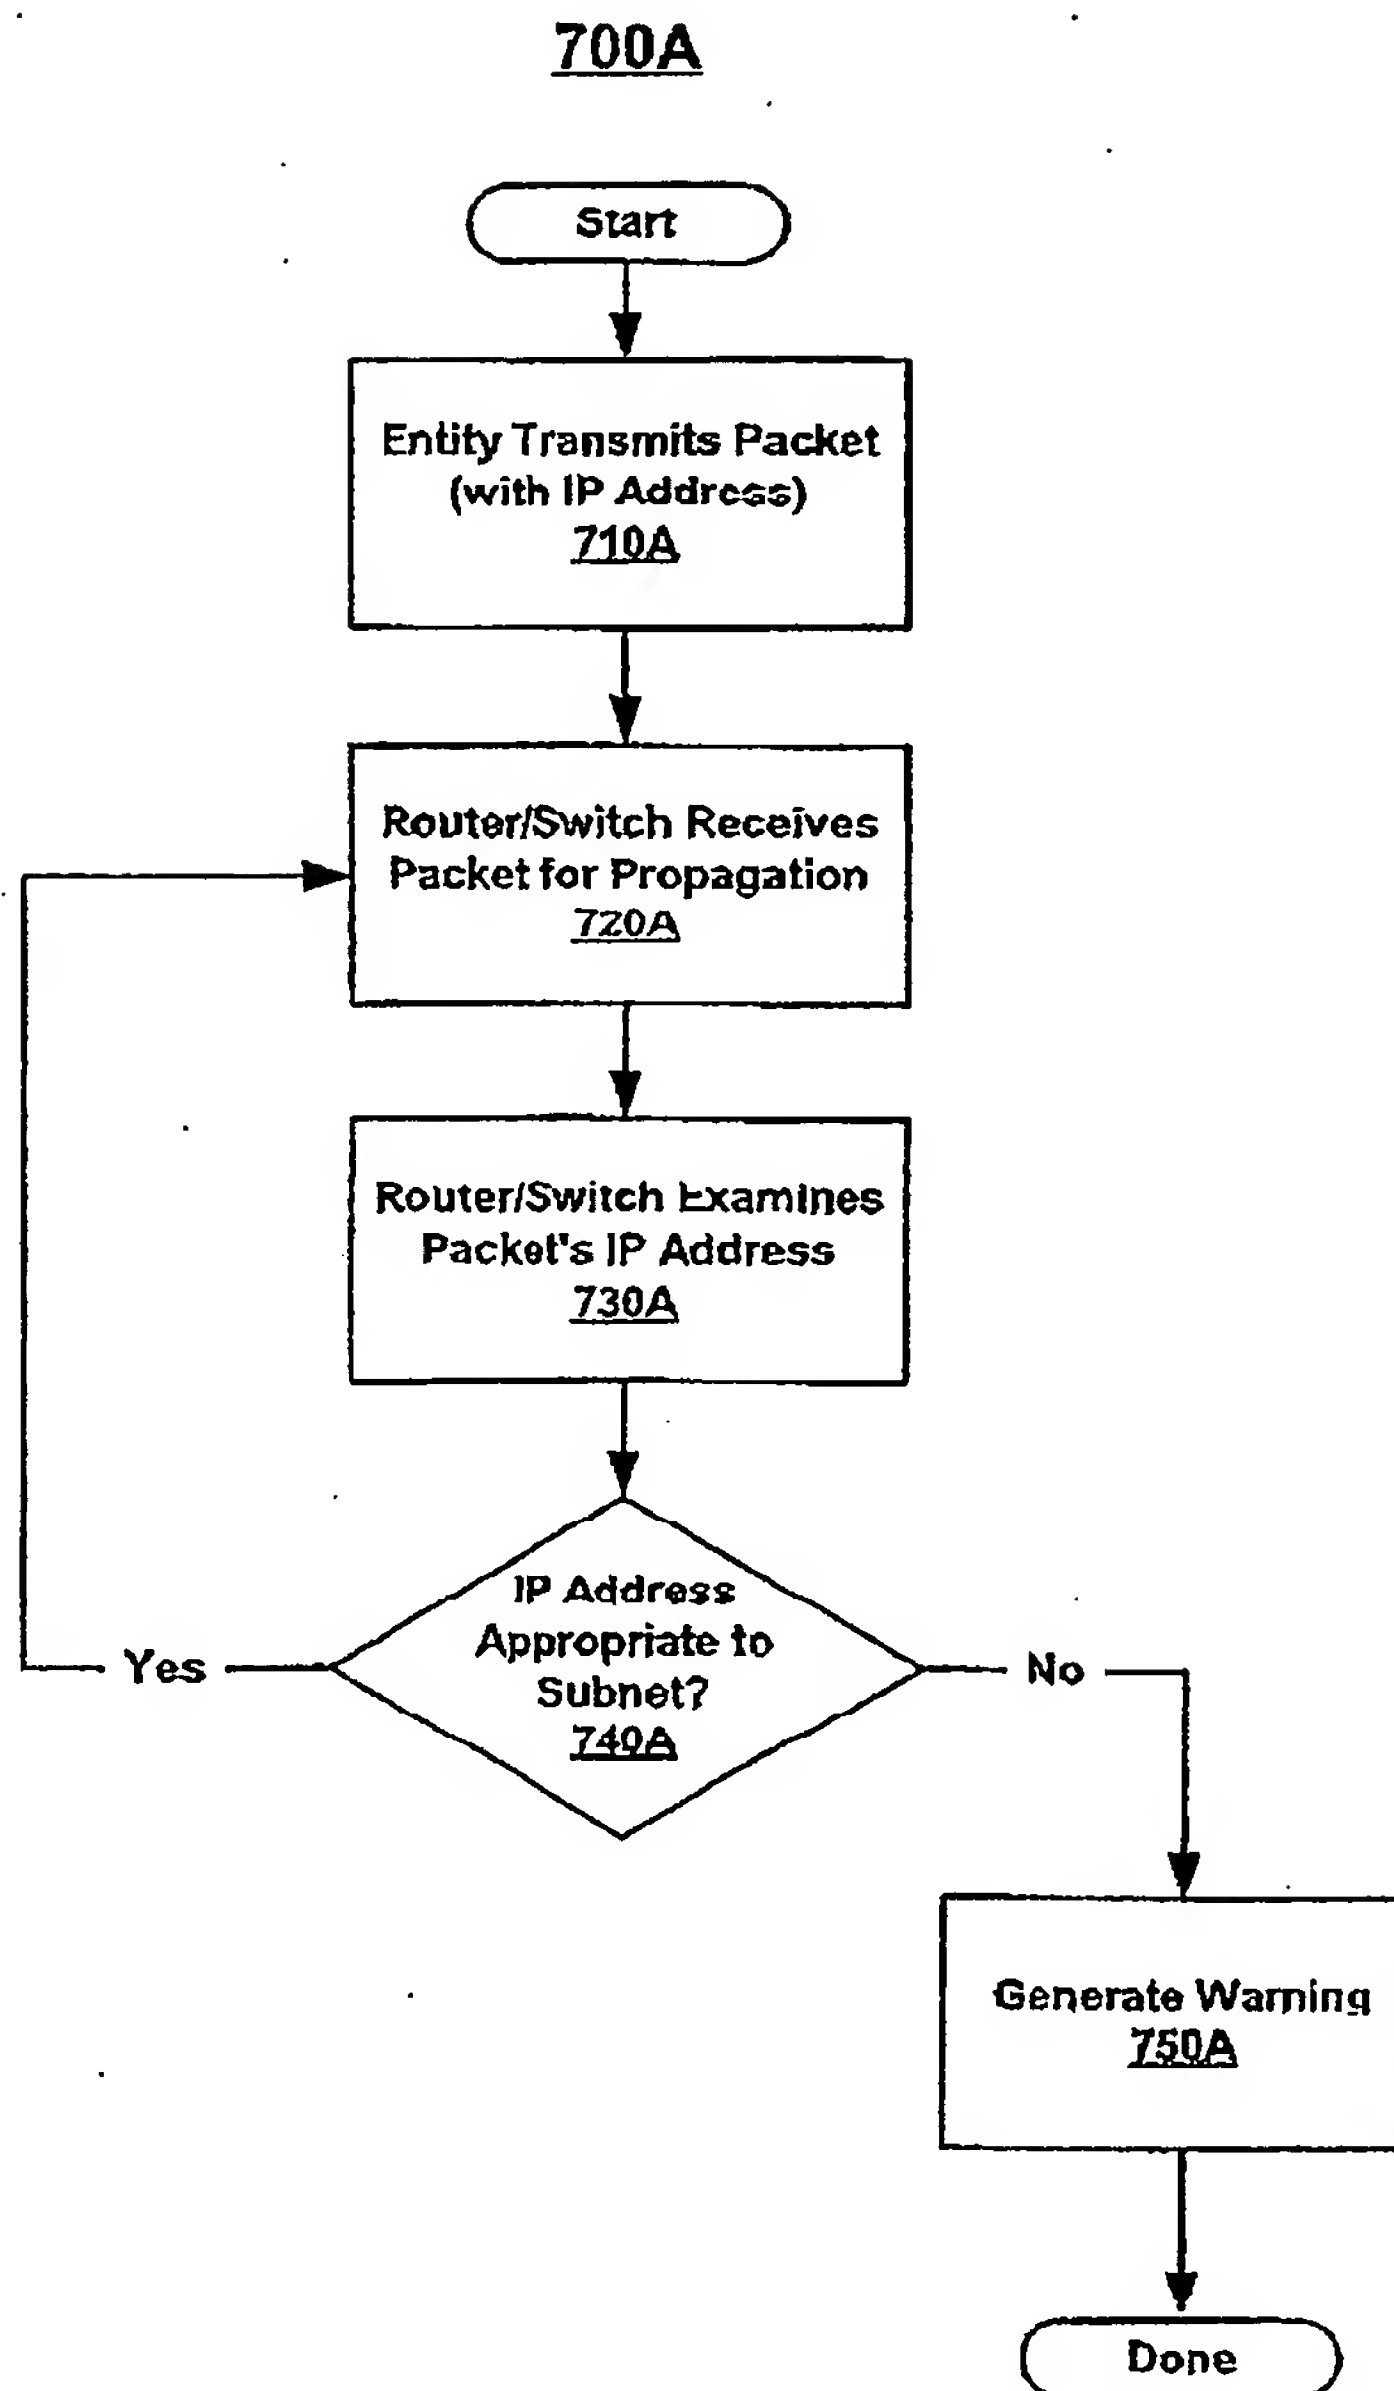 700A
Start
Entity Transmits Packet
(with IP Address)
710A
Router/Switch Receives
Packet for Propagation
720A
Router/Switch Examines
Packet's IP Address
730A
IP Address
Appropriate to
Subnet?
740A
Yes
No
Generate Warning
750A
Done